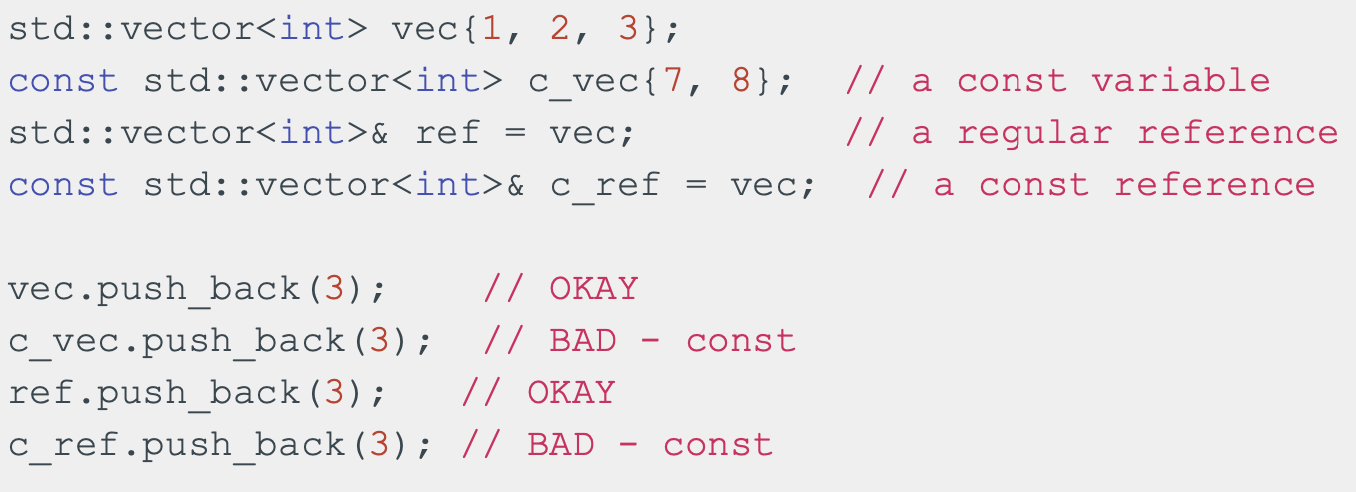 std::vector<int> vec{1, 2, 3};
const std::vector<int> c_vec{7, 8};  // a const variable
std::vector<int>& ref = vec;         // a regular reference
const std::vector<int>& c_ref = vec;  // a const reference

vec.push_back(3);    // OKAY
c_vec.push_back(3);  // BAD - const
ref.push_back(3);   // OKAY
c_ref.push_back(3); // BAD - const